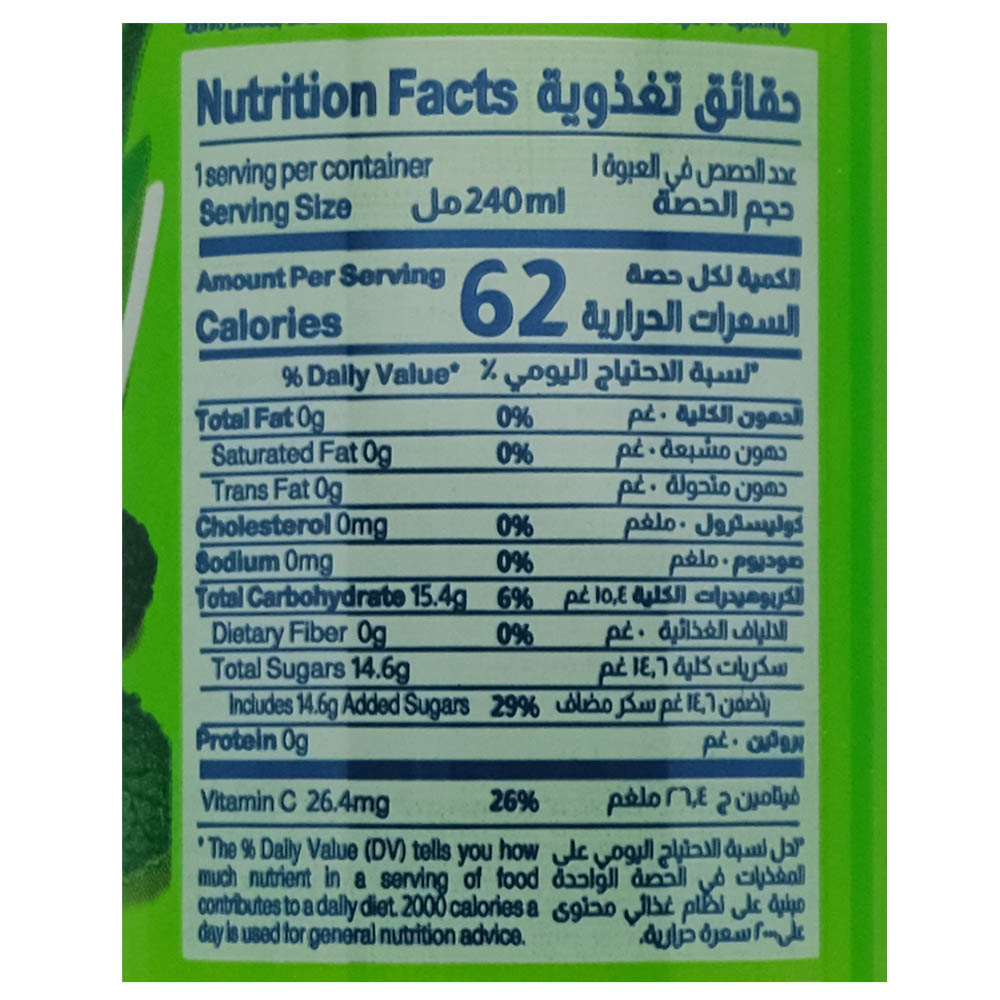 Nutrition Facts حقائق تغذوية
1 serving per container عدد الحصص في العبوة ١
Serving Size 240ml مل حجم الحصة
Amount Per Serving الكمية لكل حصة
Calories 62 السعرات الحرارية
% Daily Value* *نسبة الاحتياج اليومي ٪
Total Fat 0g 0% الدهون الكلية ٠ غم
Saturated Fat 0g 0% دهون مشبعة ٠ غم
Trans Fat 0g دهون متحولة ٠ غم
Cholesterol 0mg 0% كوليسترول ٠ ملغم
Sodium 0mg 0% صوديوم ٠ ملغم
Total Carbohydrate 15.4g 6% الكربوهيدرات الكلية ١٥,٤ غم
Dietary Fiber 0g 0% الالياف الغذائية ٠ غم
Total Sugars 14.6g سكريات كلية ١٤,٦ غم
Includes 14.6g Added Sugars 29% يتضمن ١٤,٦ غم سكر مضاف
Protein 0g بروتين ٠ غم
Vitamin C 26.4mg 26% فيتامين ج ٢٦,٤ ملغم
* The % Daily Value (DV) tells you how
much nutrient in a serving of food
contributes to a daily diet. 2000 calories a
day is used for general nutrition advice.
*تدل نسبة الاحتياج اليومي على
المغذيات في الحصة الواحدة
مبنية على نظام غذائي محتوى
على ٢٠٠٠ سعرة حرارية.